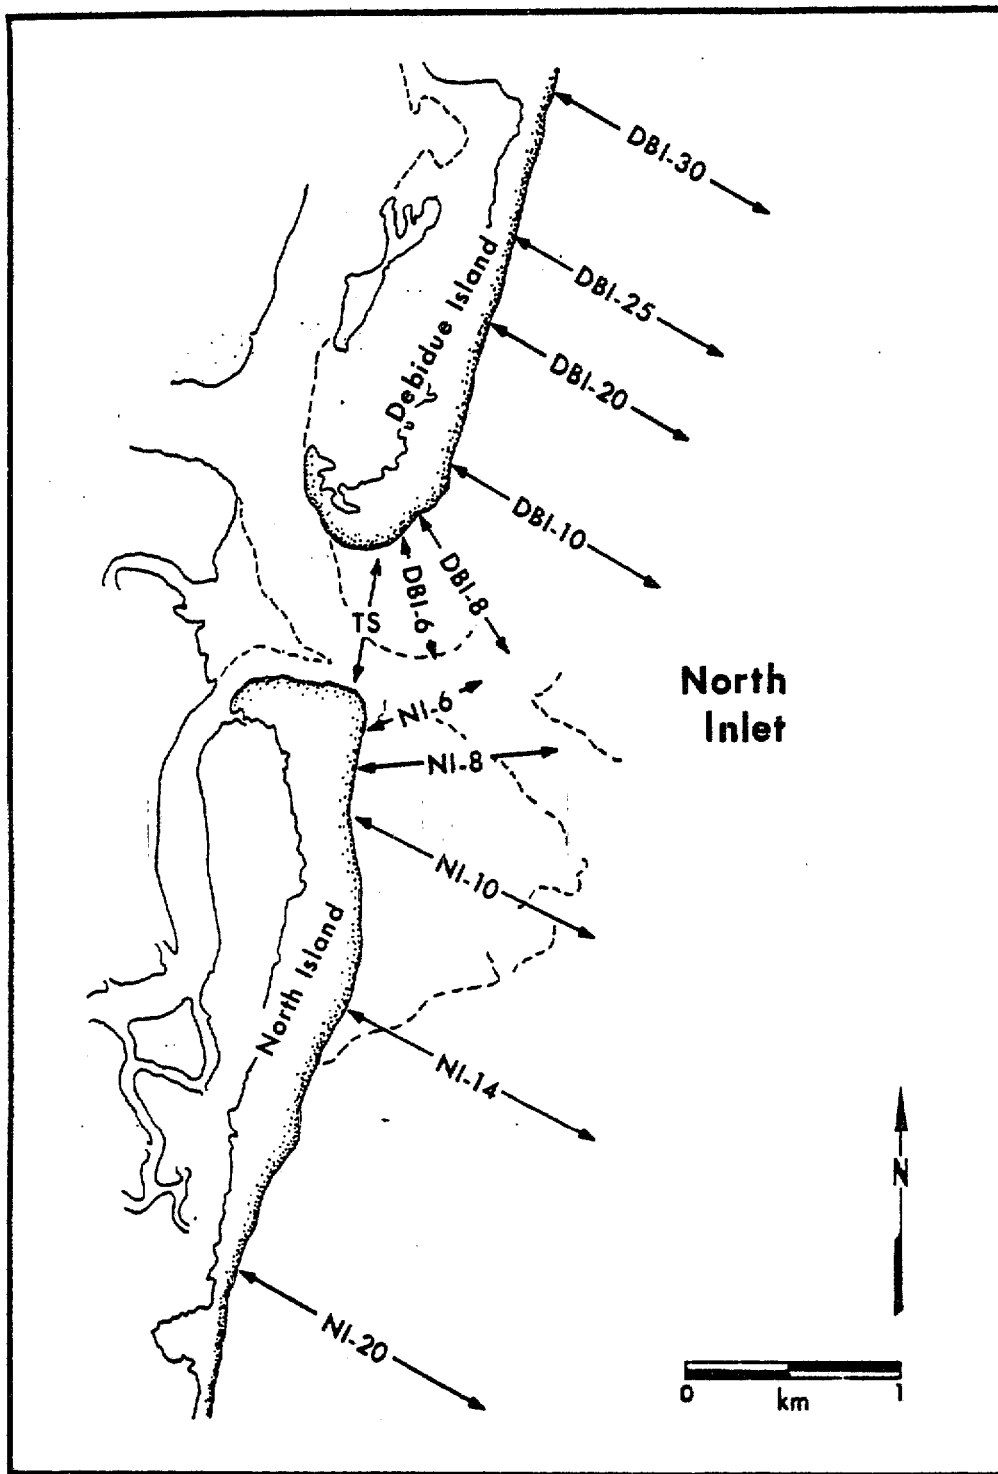 DBI-30
DBI-25
Debidue Island
DBI-20
DBI-10
DBI-8
DBI-6
TS
North
Inlet
NI-6
NI-8
NI-10
North Island
NI-14
N
NI-20
0 1
km